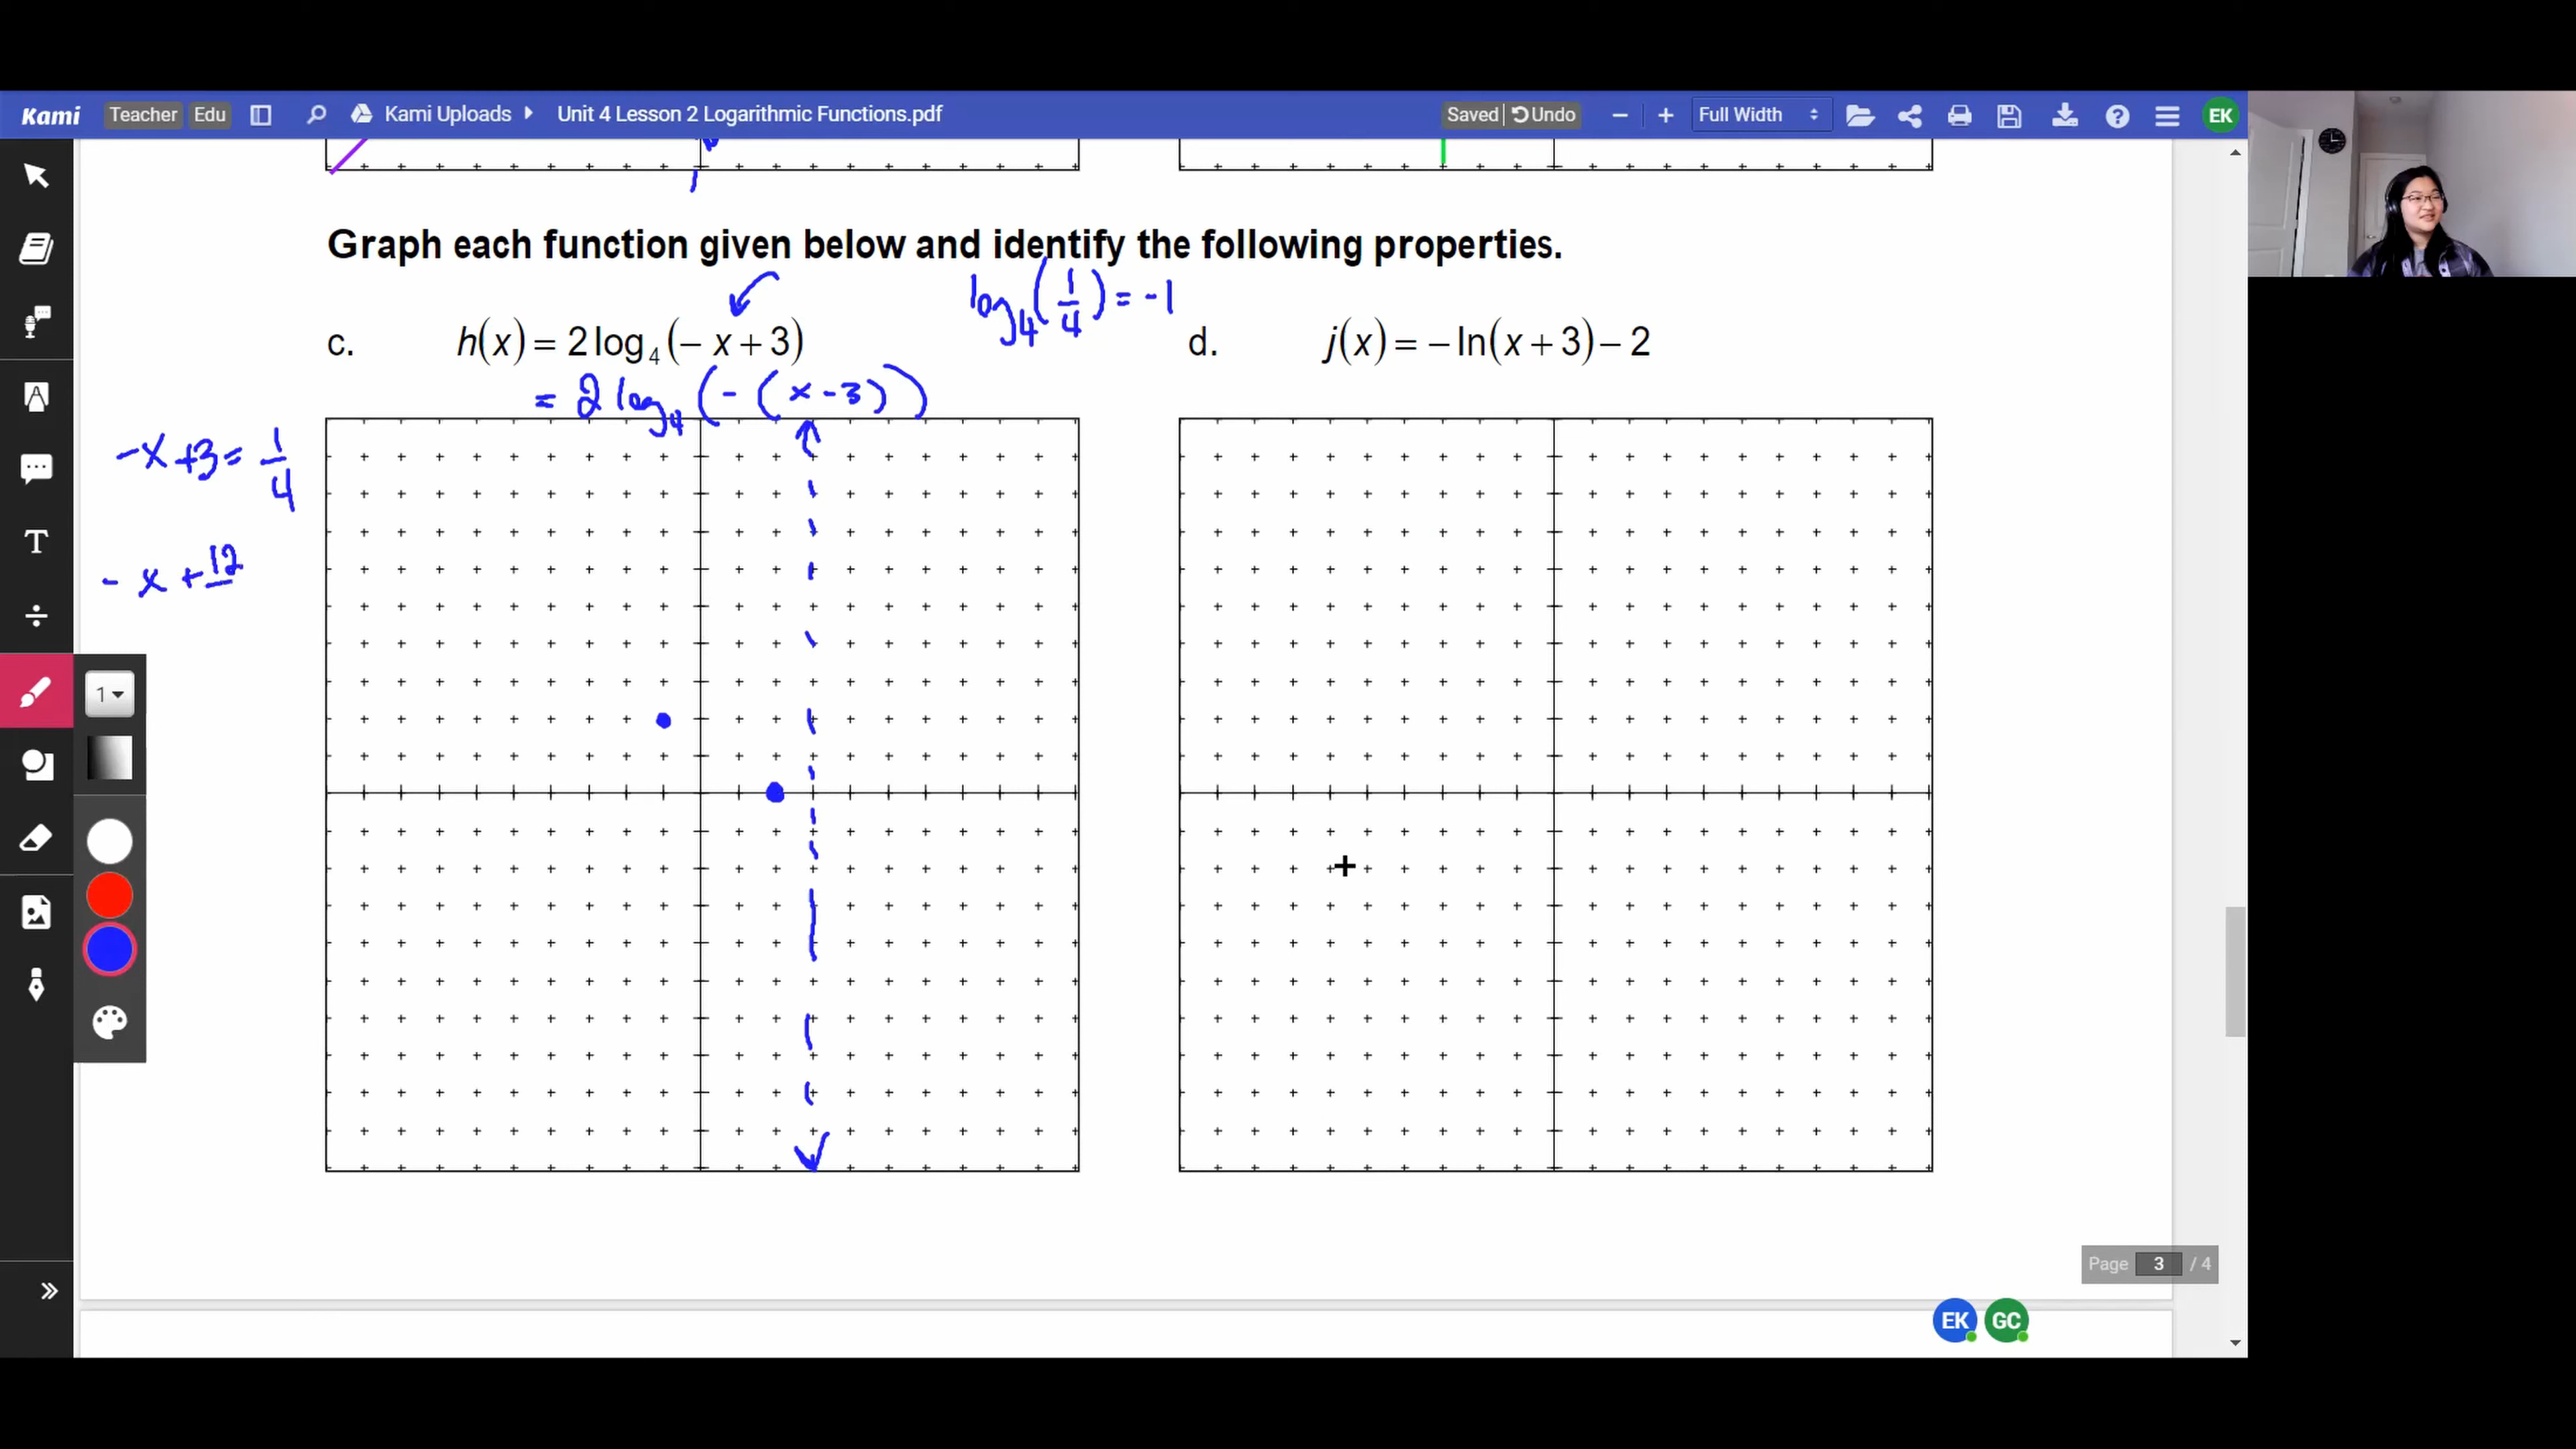 Kami Teacher Edu Kami Uploads Unit 4 Lesson 2 Logarithmic Functions.pdf Saved Undo − + Full Width EK
Graph each function given below and identify the following properties.
log₄(1/4) = -1
c. h(x) = 2 log₄(− x + 3)
d. j(x) = − ln(x + 3) − 2
= 2 log₄(-(x-3))
-x+3 = 1/4
- x + 12
1
Page 3 / 4
EK GC